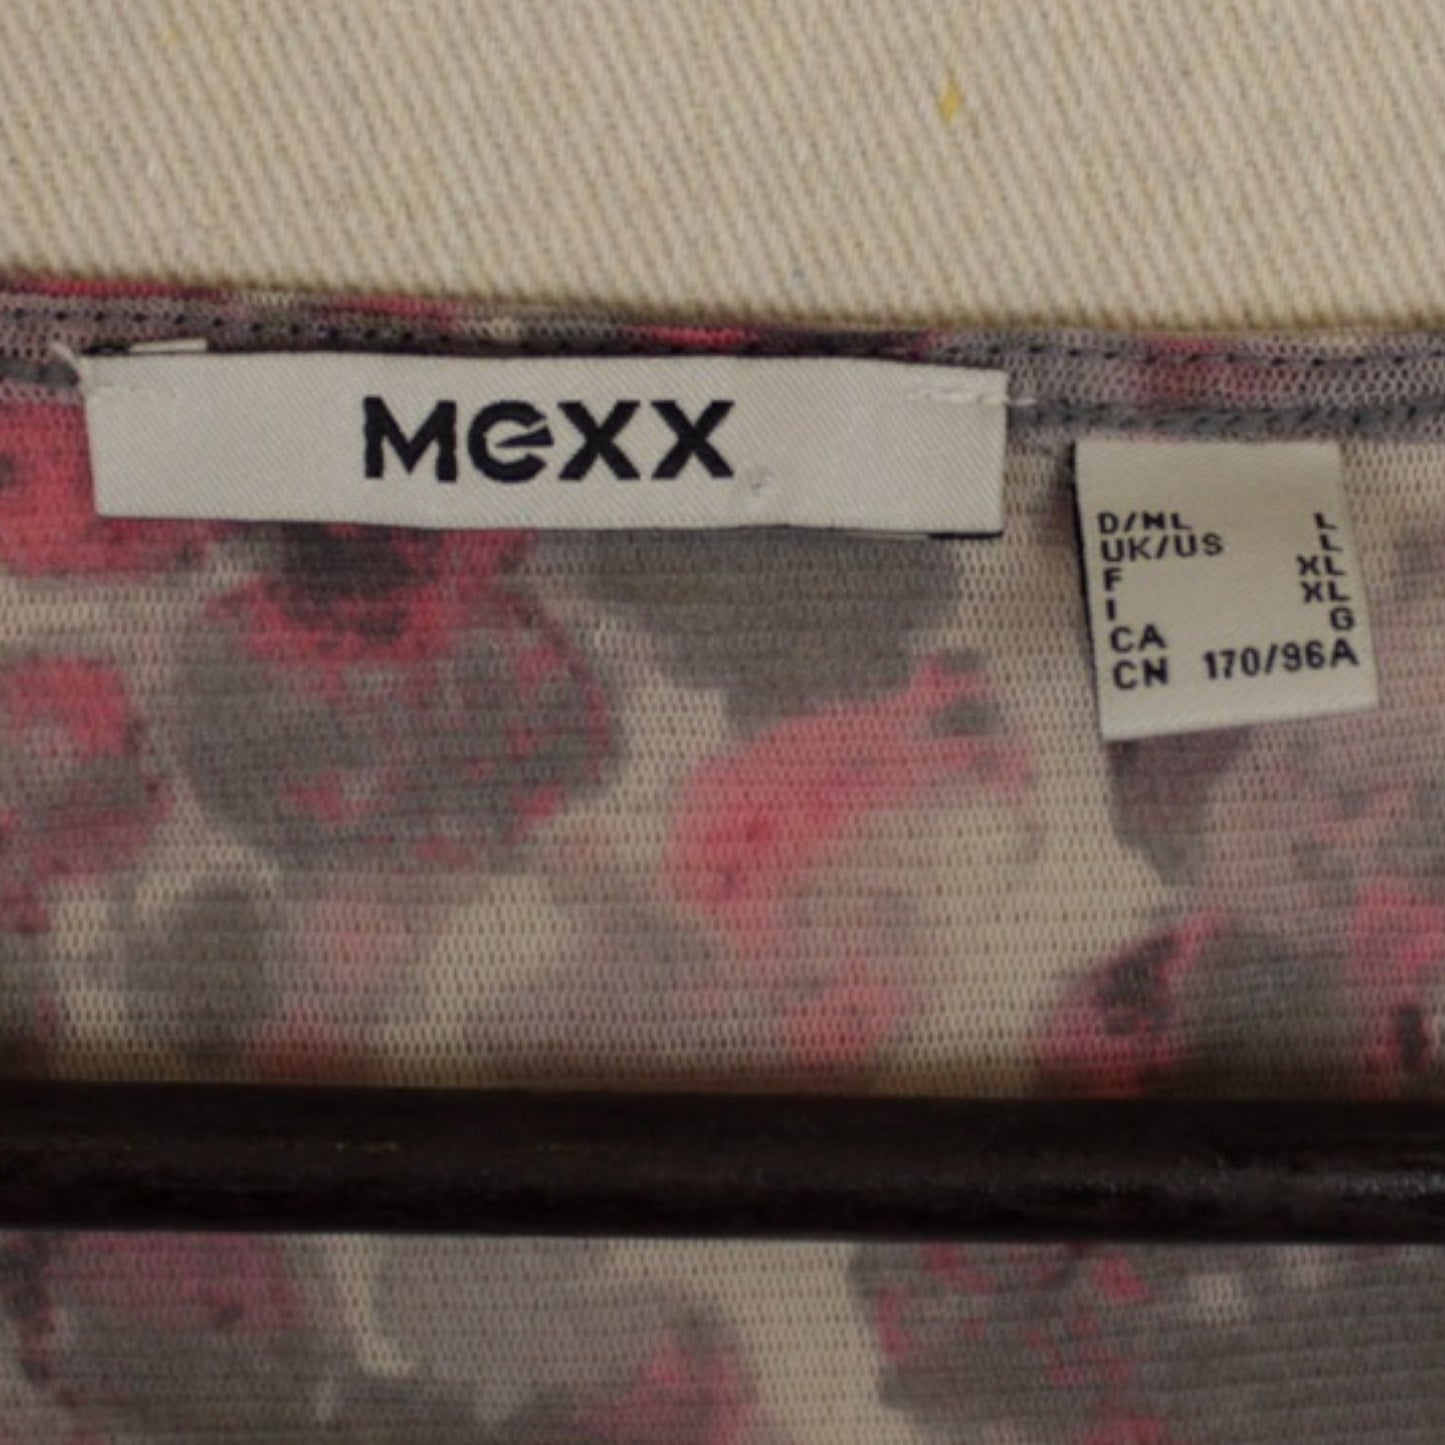 MeXX
D/NL L
UK/US L
F XL
I XL
CA G
CN 170/96A